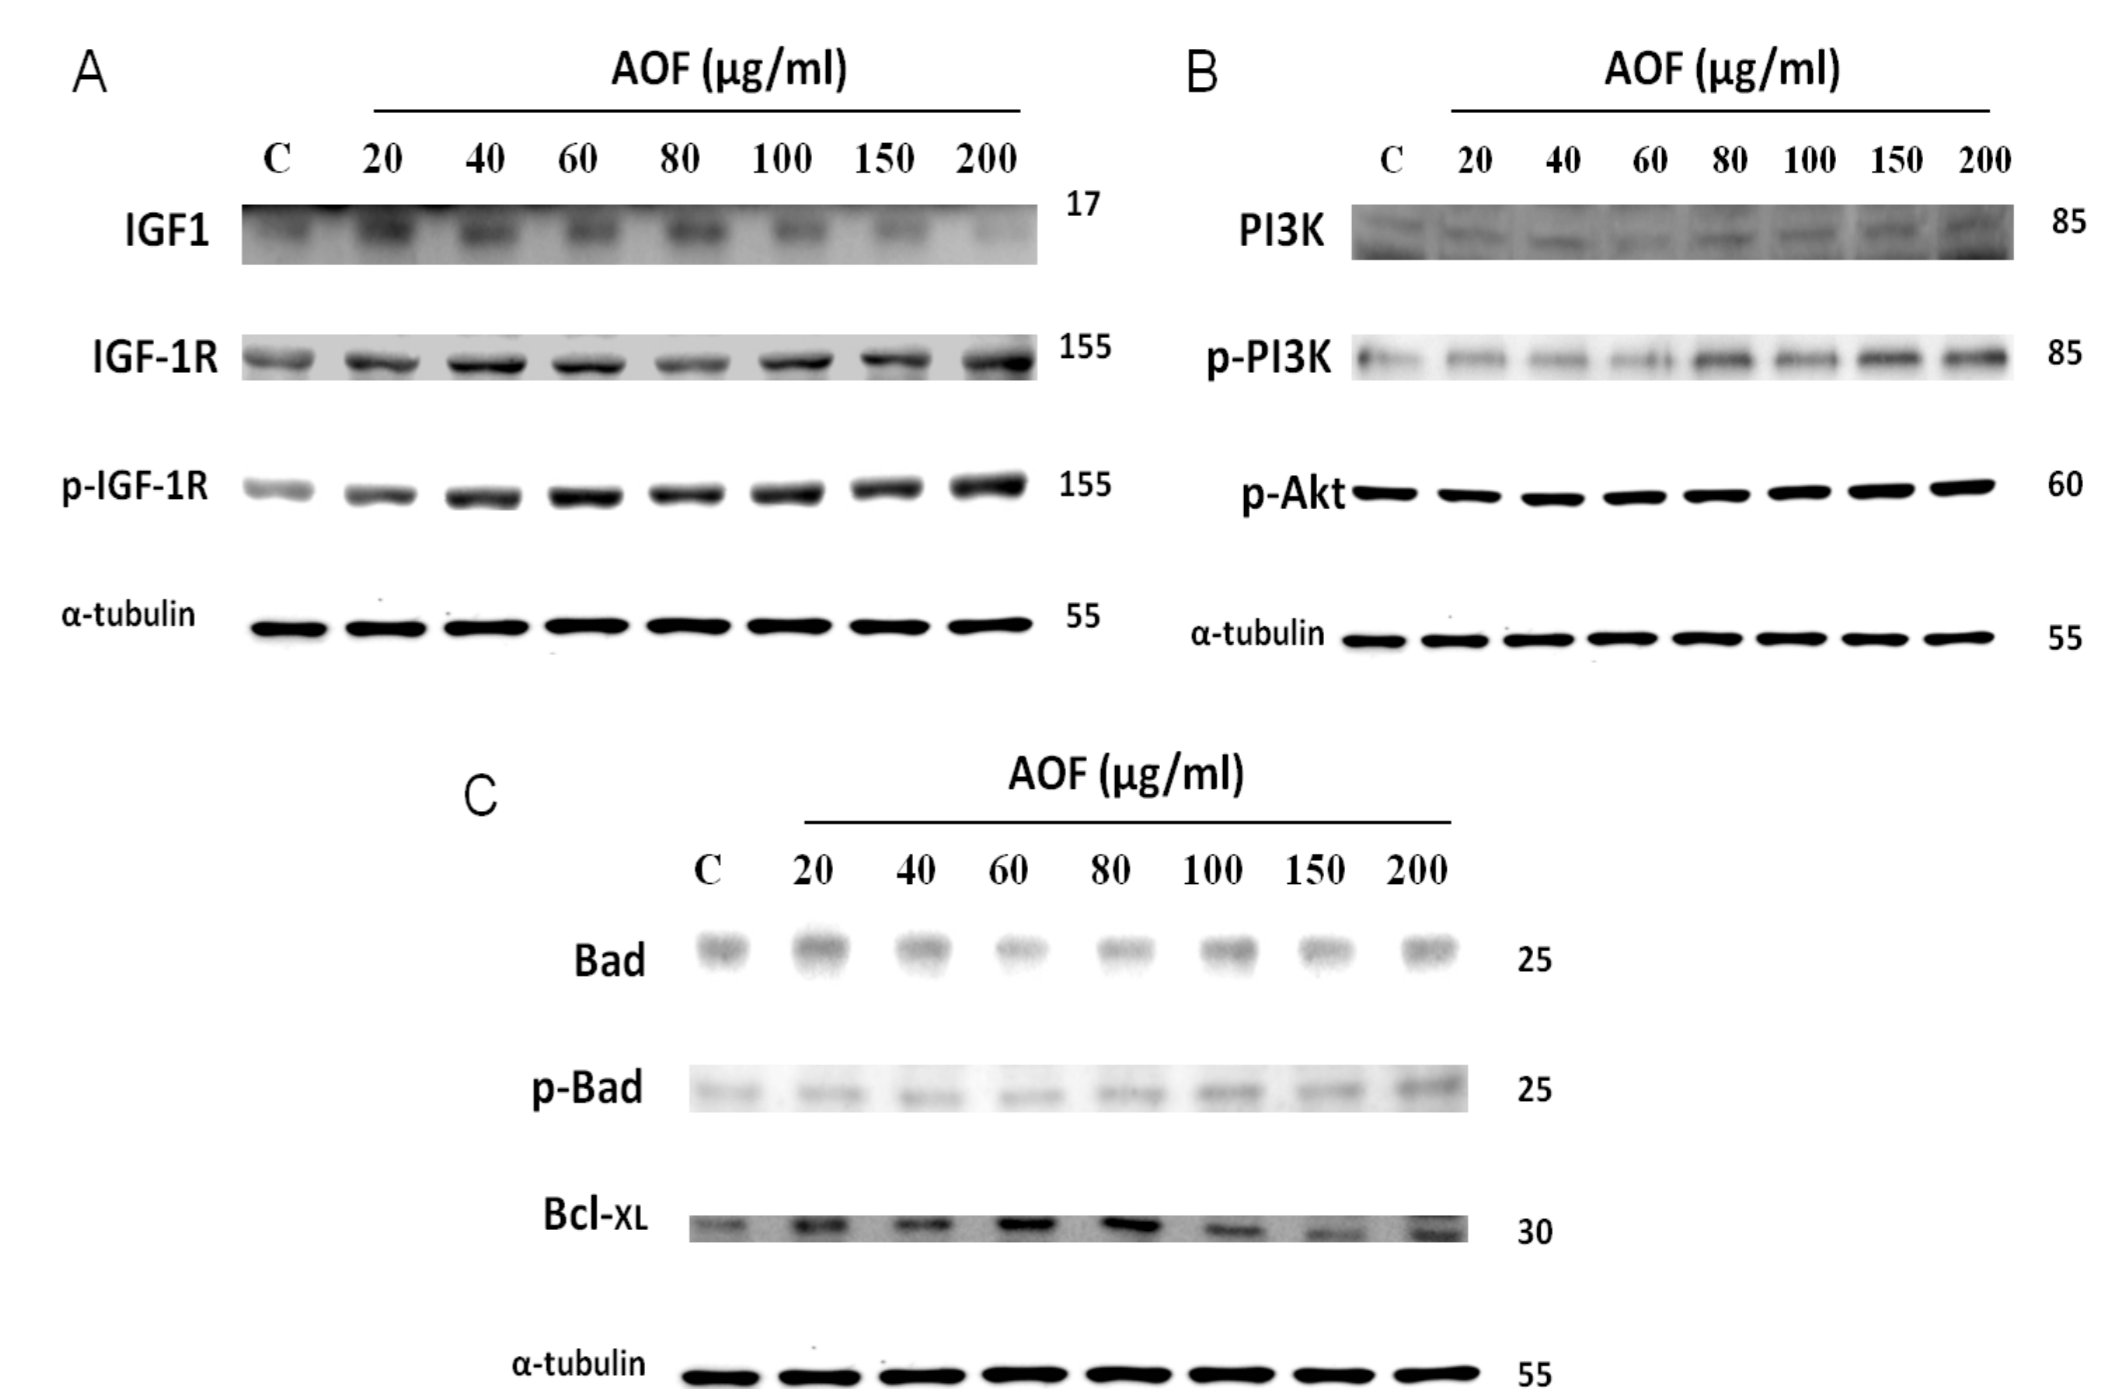 A
AOF (µg/ml)
C 20 40 60 80 100 150 200
IGF1 17
IGF-1R 155
p-IGF-1R 155
α-tubulin 55
B
AOF (µg/ml)
C 20 40 60 80 100 150 200
PI3K 85
p-PI3K 85
p-Akt 60
α-tubulin 55
C
AOF (µg/ml)
C 20 40 60 80 100 150 200
Bad 25
p-Bad 25
Bcl-XL 30
α-tubulin 55